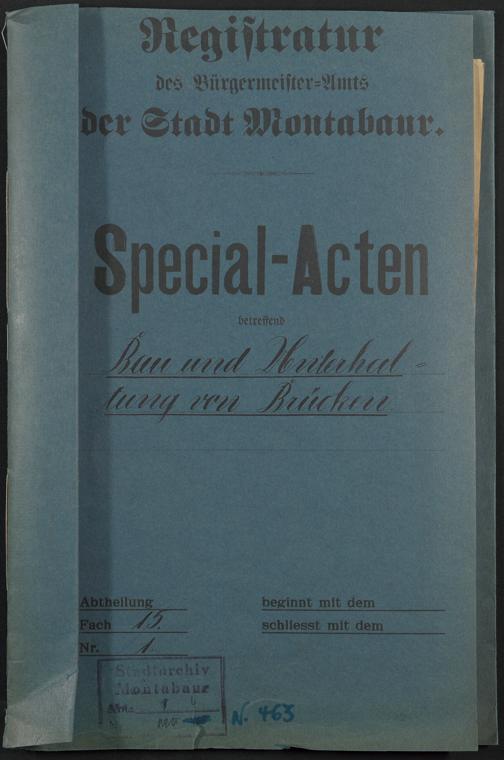 Registratur
des Bürgermeister=Amts
der Stadt Montabaur.
Special-Acten
betreffend
Bau und Unterhal=
tung von Brücken
Abtheilung
beginnt mit dem
Fach 15.
schliesst mit dem
Nr. 1.
Stadtarchiv
Montabaur
N. 463